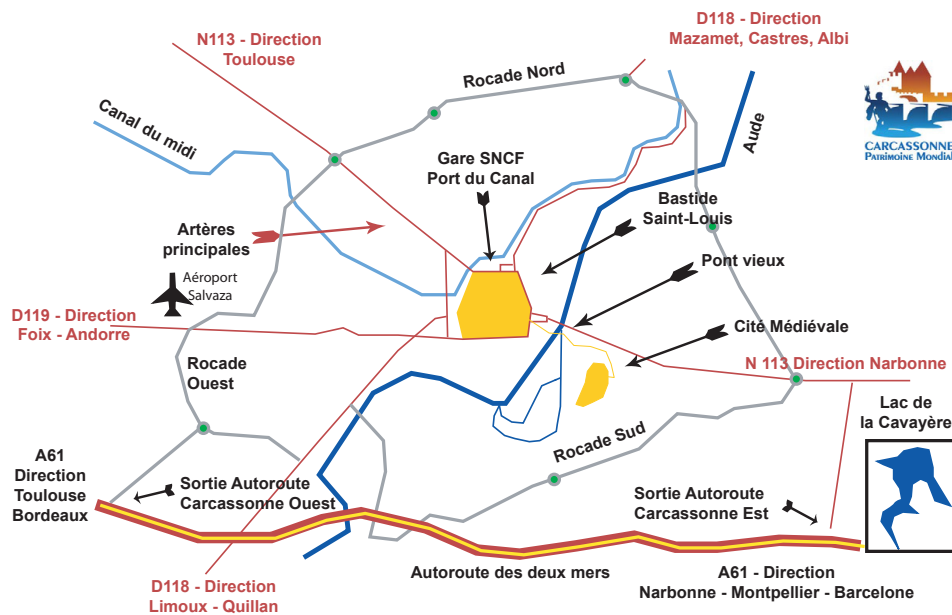 D118 - Direction
Mazamet, Castres, Albi
N113 - Direction
Toulouse
Rocade Nord
Canal du midi
Aude
CARCASSONNE
PATRIMOINE MONDIAL
Gare SNCF
Port du Canal
Bastide
Saint-Louis
Artères
principales
Pont vieux
Aéroport
Salvaza
D119 - Direction
Foix - Andorre
Cité Médiévale
Rocade
Ouest
N 113 Direction Narbonne
Lac de
la Cavayère
Rocade Sud
A61
Direction
Toulouse
Bordeaux
Sortie Autoroute
Carcassonne Ouest
Sortie Autoroute
Carcassonne Est
D118 - Direction
Limoux - Quillan
Autoroute des deux mers
A61 - Direction
Narbonne - Montpellier - Barcelone